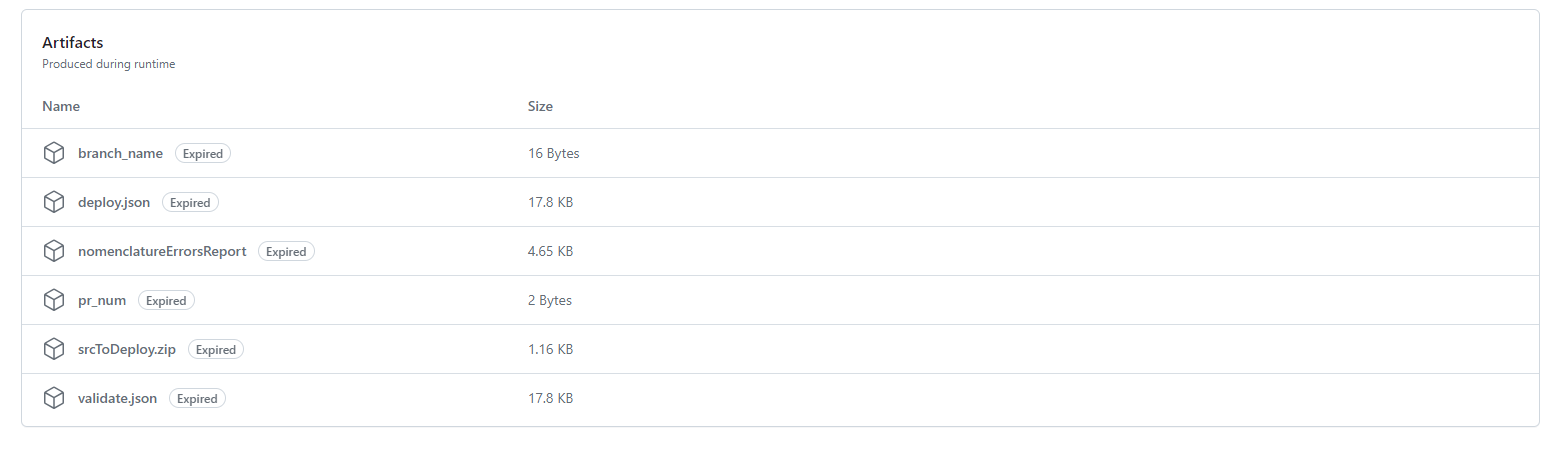 Artifacts
Produced during runtime
Name Size
branch_name Expired 16 Bytes
deploy.json Expired 17.8 KB
nomenclatureErrorsReport Expired 4.65 KB
pr_num Expired 2 Bytes
srcToDeploy.zip Expired 1.16 KB
validate.json Expired 17.8 KB